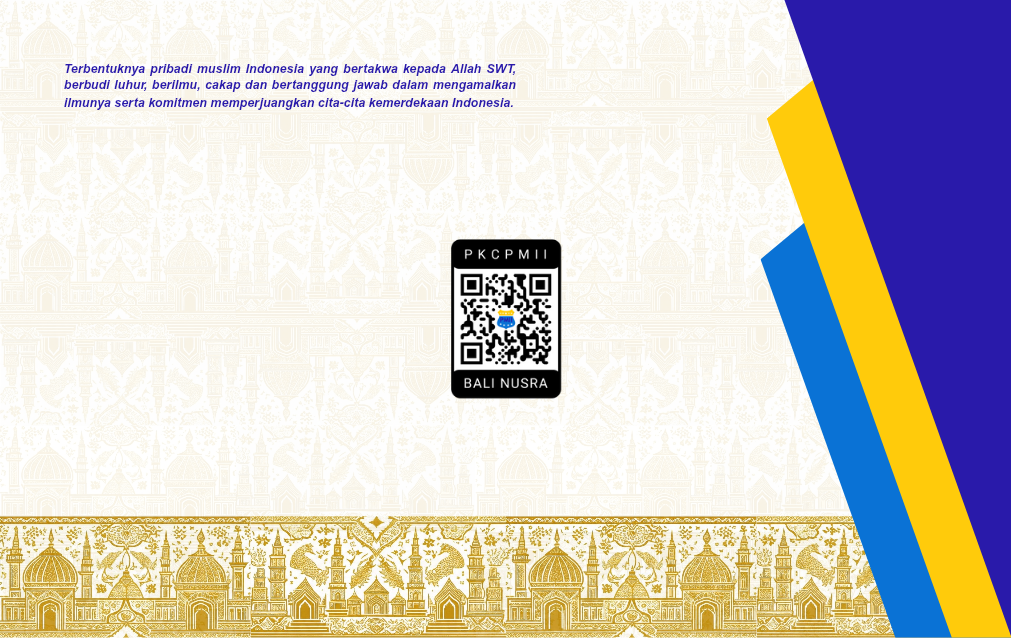 Terbentuknya pribadi muslim Indonesia yang bertakwa kepada Allah SWT,
berbudi luhur, berilmu, cakap dan bertanggung jawab dalam mengamalkan
ilmunya serta komitmen memperjuangkan cita-cita kemerdekaan Indonesia.
PKCPMII
BALI NUSRA